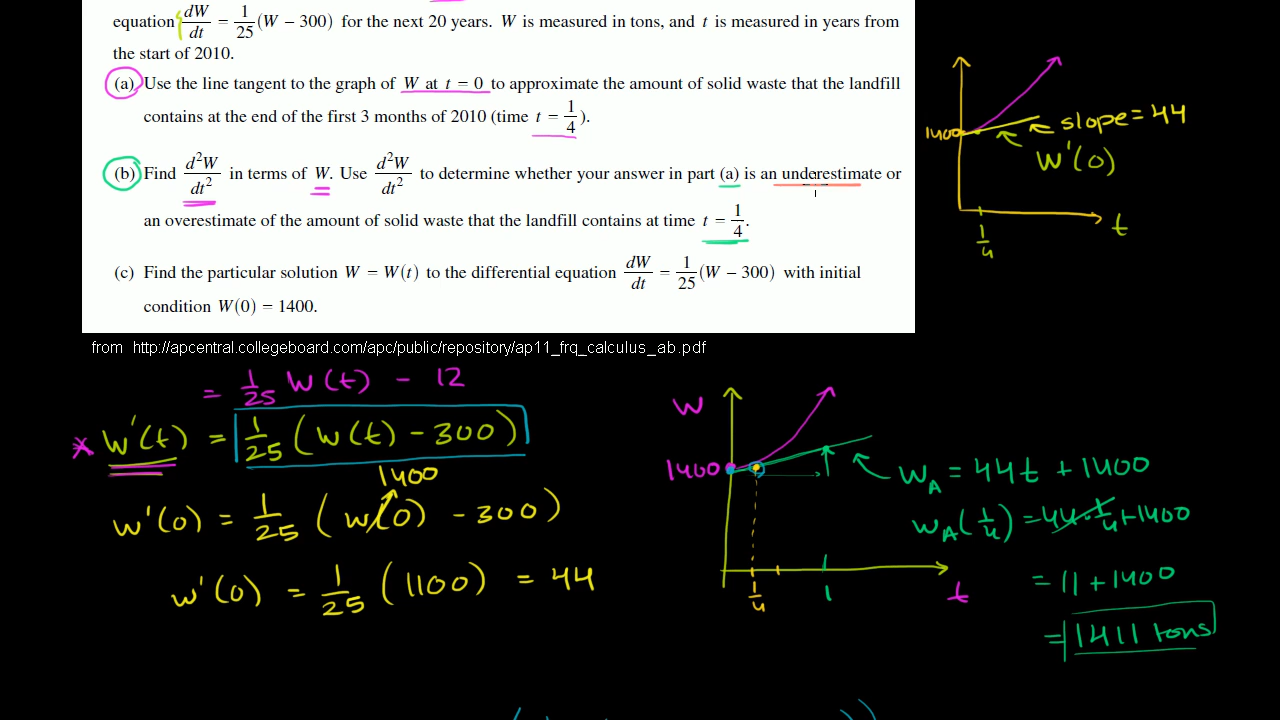 equation dW/dt = 1/25 (W − 300) for the next 20 years. W is measured in tons, and t is measured in years from
the start of 2010.
(a) Use the line tangent to the graph of W at t = 0 to approximate the amount of solid waste that the landfill
contains at the end of the first 3 months of 2010 (time t = 1/4).
(b) Find d²W/dt² in terms of W. Use d²W/dt² to determine whether your answer in part (a) is an underestimate or
an overestimate of the amount of solid waste that the landfill contains at time t = 1/4.
(c) Find the particular solution W = W(t) to the differential equation dW/dt = 1/25 (W − 300) with initial
condition W(0) = 1400.
from http://apcentral.collegeboard.com/apc/public/repository/ap11_frq_calculus_ab.pdf
1400
slope = 44
W'(0)
t
1/4
= 1/25 W(t) - 12
* W'(t) = 1/25 (W(t) - 300)
1400
W'(0) = 1/25 (W(0) - 300)
W'(0) = 1/25 (1100) = 44
W
1400
1/4
1
t
W_A = 44t + 1400
W_A(1/4) = 44·1/4 + 1400
= 11 + 1400
= 1411 tons